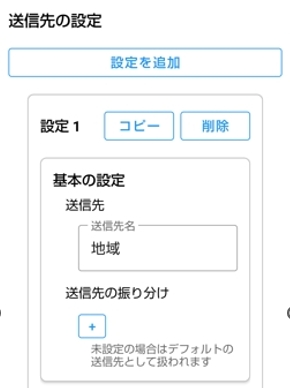 送信先の設定
設定を追加
設定 1
コピー
削除
基本の設定
送信先
送信先名
地域
送信先の振り分け
+
未設定の場合はデフォルトの
送信先として扱われます